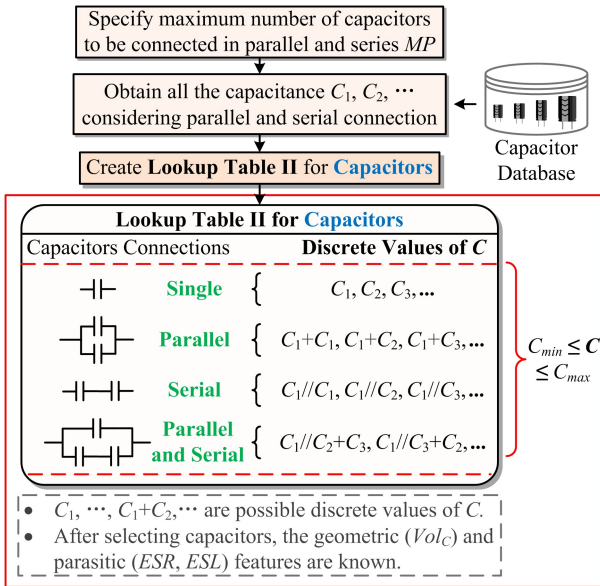 Specify maximum number of capacitors
to be connected in parallel and series MP
Obtain all the capacitance C1, C2, ···
considering parallel and serial connection
Capacitor
Database
Create Lookup Table II for Capacitors
Lookup Table II for Capacitors
Capacitors Connections Discrete Values of C
Single { C1, C2, C3, ...
Parallel { C1+C1, C1+C2, C1+C3, ...
Serial { C1//C1, C1//C2, C1//C3, ...
Parallel
and Serial { C1//C2+C3, C1//C3+C2, ...
Cmin ≤ C
≤ Cmax
• C1, ···, C1+C2,··· are possible discrete values of C.
• After selecting capacitors, the geometric (VolC) and
parasitic (ESR, ESL) features are known.